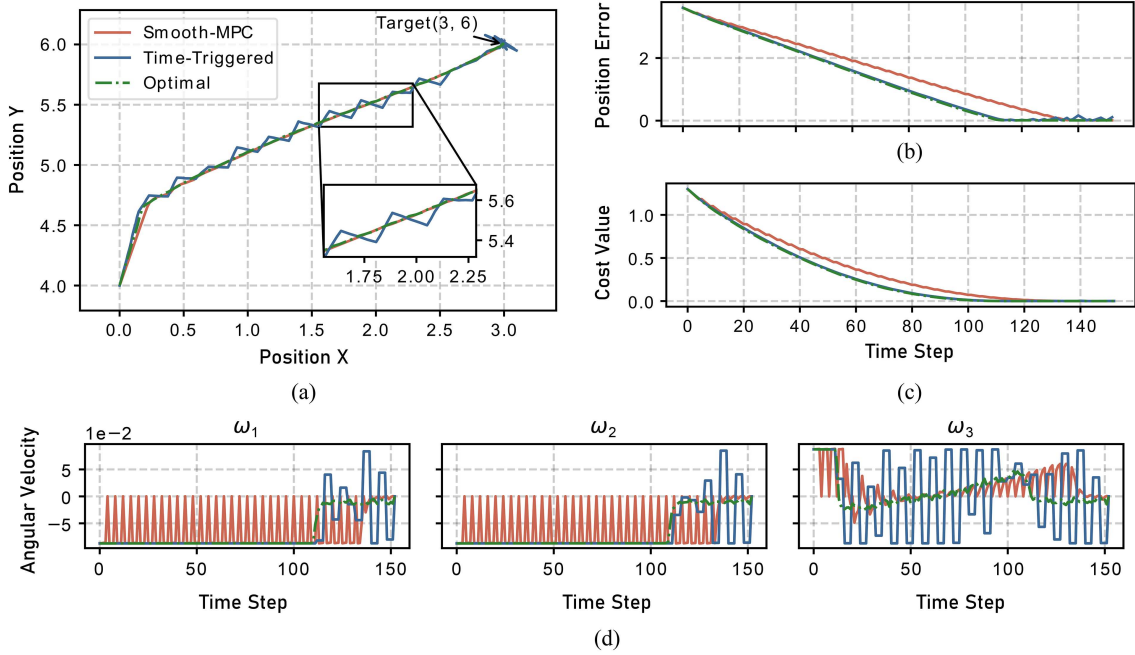 Target(3, 6)
Smooth-MPC
Time-Triggered
Optimal
6.0
5.5
5.0
4.5
4.0
Position Y
5.6
5.4
1.75 2.00 2.25
0.0 0.5 1.0 1.5 2.0 2.5 3.0
Position X
(a)
Position Error
2
0
(b)
Cost Value
1.0
0.5
0.0
0 20 40 60 80 100 120 140
Time Step
(c)
Angular Velocity
1e−2
ω1
5
0
−5
0 50 100 150
Time Step
ω2
0 50 100 150
Time Step
ω3
0 50 100 150
Time Step
(d)